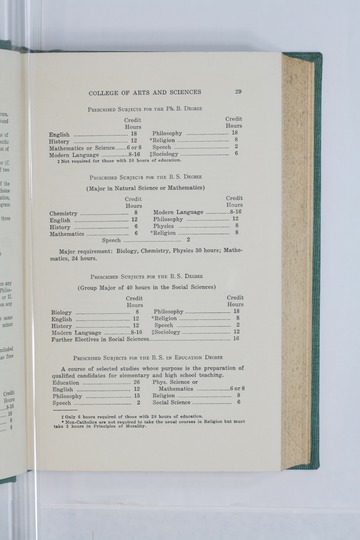 COLLEGE OF ARTS AND SCIENCES 29
PRESCRIBED SUBJECTS FOR THE PH. B. DEGREE
Credit Hours Credit Hours
English 18 Philosophy 18
History 12 *Religion 8
Mathematics or Science 6 or 8 Speech 2
Modern Language 8-16 ‡Sociology 6
‡ Not required for those with 20 hours of education.
PRESCRIBED SUBJECTS FOR THE B. S. DEGREE
(Major in Natural Science or Mathematics)
Credit Hours Credit Hours
Chemistry 8 Modern Language 8-16
English 12 Philosophy 12
History 6 Physics 8
Mathematics 6 *Religion 8
Speech 2
Major requirement: Biology, Chemistry, Physics 30 hours; Mathe-
matics, 24 hours.
PRESCRIBED SUBJECTS FOR THE B. S. DEGREE
(Group Major of 40 hours in the Social Sciences)
Credit Hours Credit Hours
Biology 8 Philosophy 18
English 12 *Religion 8
History 12 Speech 2
Modern Language 8-16 ‡Sociology 12
Further Electives in Social Sciences 16
PRESCRIBED SUBJECTS FOR THE B. S. IN EDUCATION DEGREE
A course of selected studies whose purpose is the preparation of
qualified candidates for elementary and high school teaching.
Education 26 Phys. Science or
English 12 Mathematics 6 or 8
Philosophy 15 Religion 8
Speech 2 Social Science 6
‡ Only 6 hours required of those with 20 hours of education.
* Non-Catholics are not required to take the usual courses in Religion but must
take 2 hours in Principles of Morality.